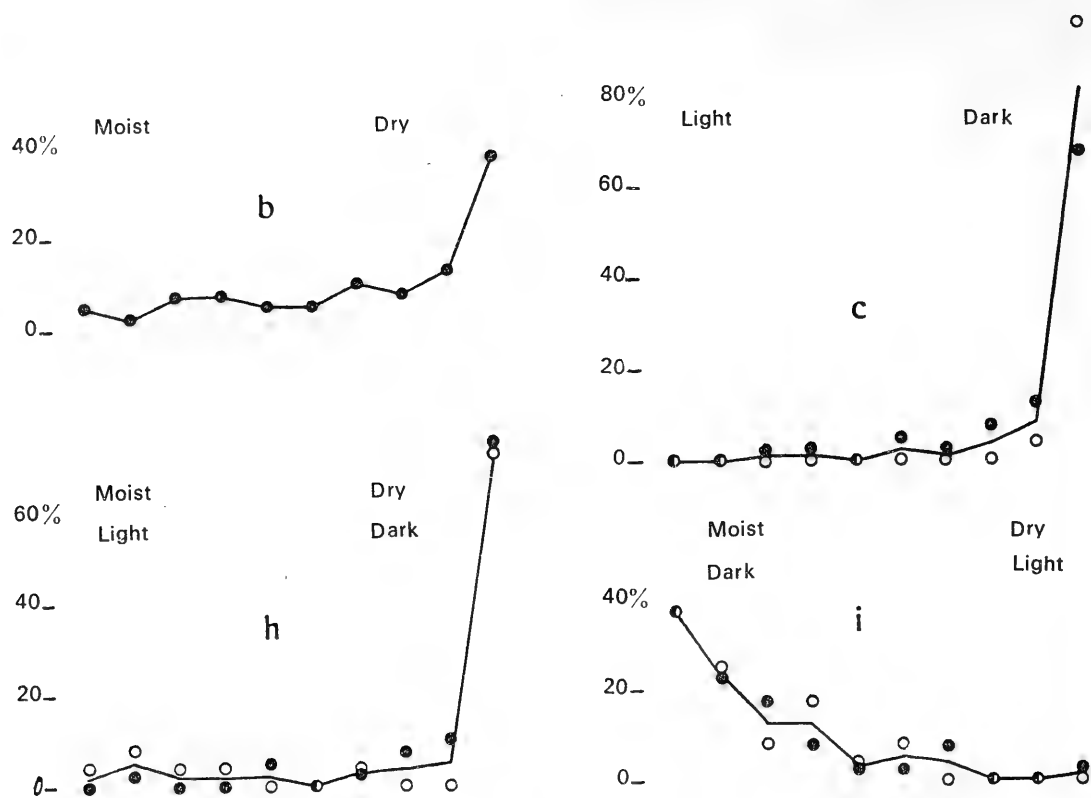 Moist Dry
40%
b
20–
0–
80%
Light Dark
60–
40–
c
20–
0–
Moist Dry
60%
Light Dark
40–
h
20–
0–
Moist Dry
Dark Light
40%
i
20–
0–